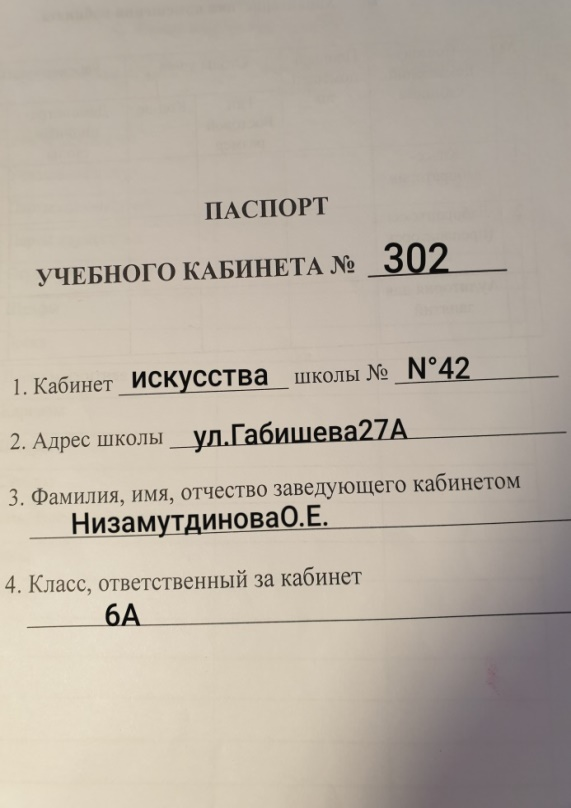 ПАСПОРТ
УЧЕБНОГО КАБИНЕТА № 302
1. Кабинет искусства школы № N°42
2. Адрес школы ул.Габишева27А
3. Фамилия, имя, отчество заведующего кабинетом
НизамутдиноваО.Е.
4. Класс, ответственный за кабинет
6А